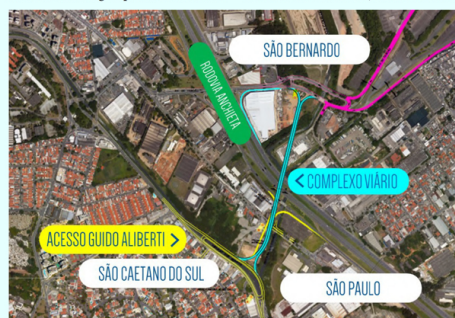 SÃO BERNARDO
RODOVIA ANCHIETA
< COMPLEXO VIÁRIO
ACESSO GUIDO ALIBERTI >
SÃO CAETANO DO SUL
SÃO PAULO